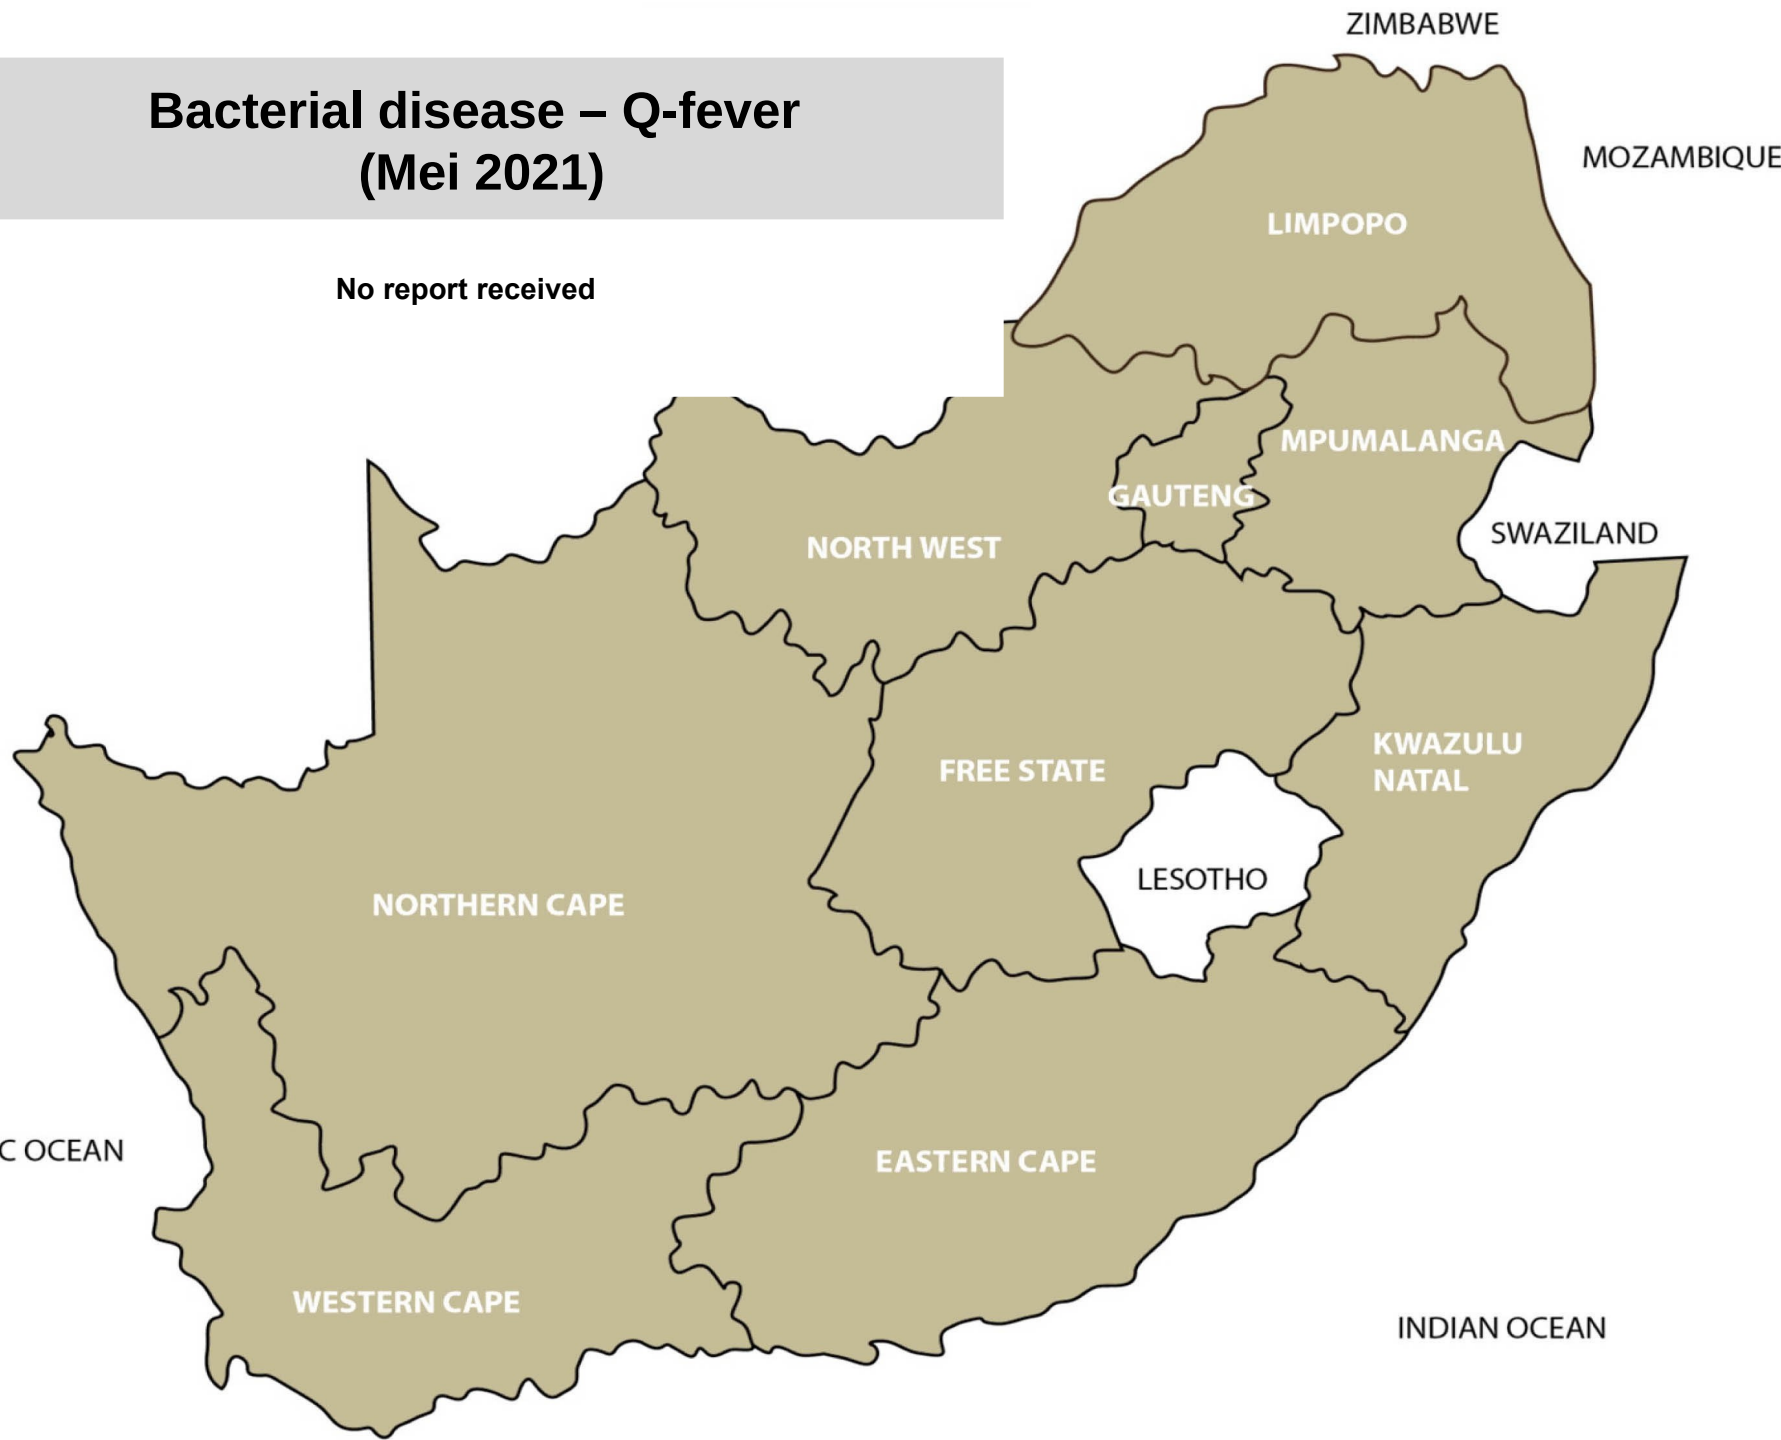 ZIMBABWE
Bacterial disease – Q-fever
(Mei 2021)
MOZAMBIQUE
LIMPOPO
No report received
MPUMALANGA
GAUTENG
SWAZILAND
NORTH WEST
KWAZULU
NATAL
FREE STATE
LESOTHO
NORTHERN CAPE
C OCEAN
EASTERN CAPE
WESTERN CAPE
INDIAN OCEAN